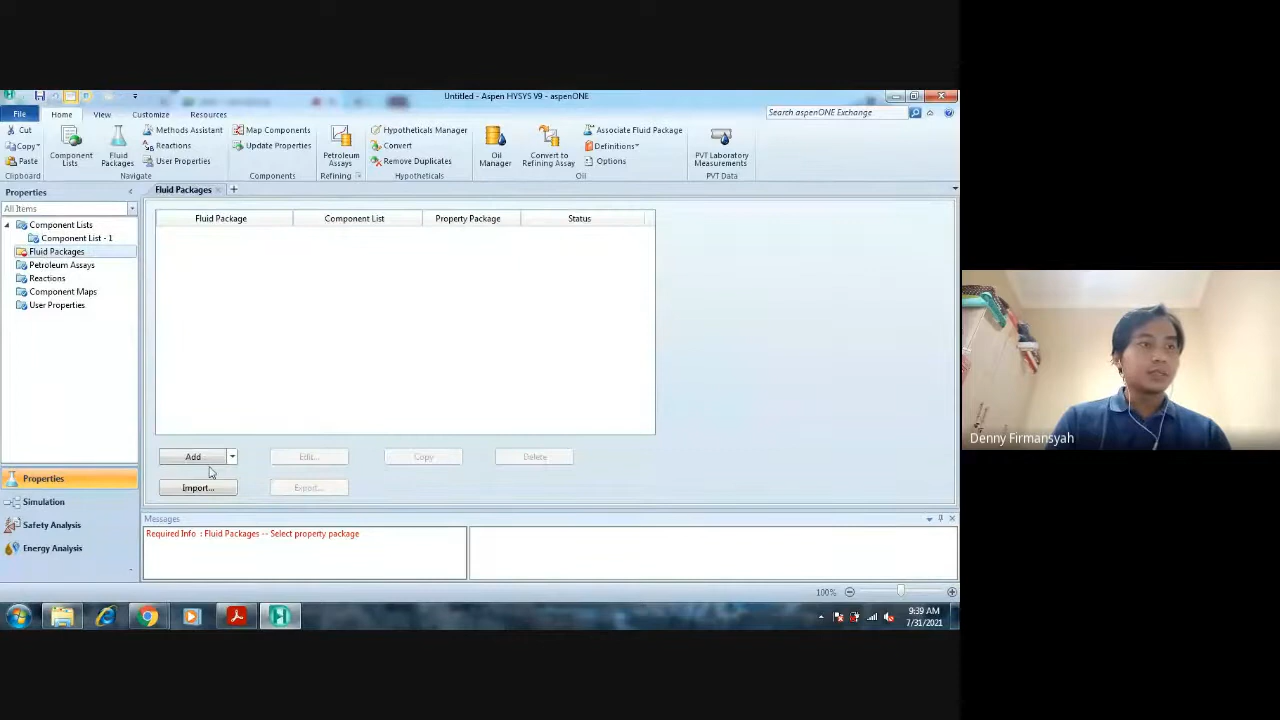 Untitled - Aspen HYSYS V9 - aspenONE
File Home View Customize Resources
Search aspenONE Exchange
Cut
Copy
Paste
Clipboard
Component Lists
Fluid Packages
Methods Assistant
Reactions
User Properties
Navigate
Map Components
Update Properties
Components
Petroleum Assays
Refining
Hypotheticals Manager
Convert
Remove Duplicates
Hypotheticals
Oil Manager
Convert to Refining Assay
Associate Fluid Package
Definitions
Options
Oil
PVT Laboratory Measurements
PVT Data
Properties
All Items
Component Lists
Component List - 1
Fluid Packages
Petroleum Assays
Reactions
Component Maps
User Properties
Properties
Simulation
Safety Analysis
Energy Analysis
Fluid Packages
Fluid Package Component List Property Package Status
Add Edit... Copy Delete
Import... Export...
Messages
Required Info : Fluid Packages -- Select property package
100%
9:39 AM
7/31/2021
Denny Firmansyah